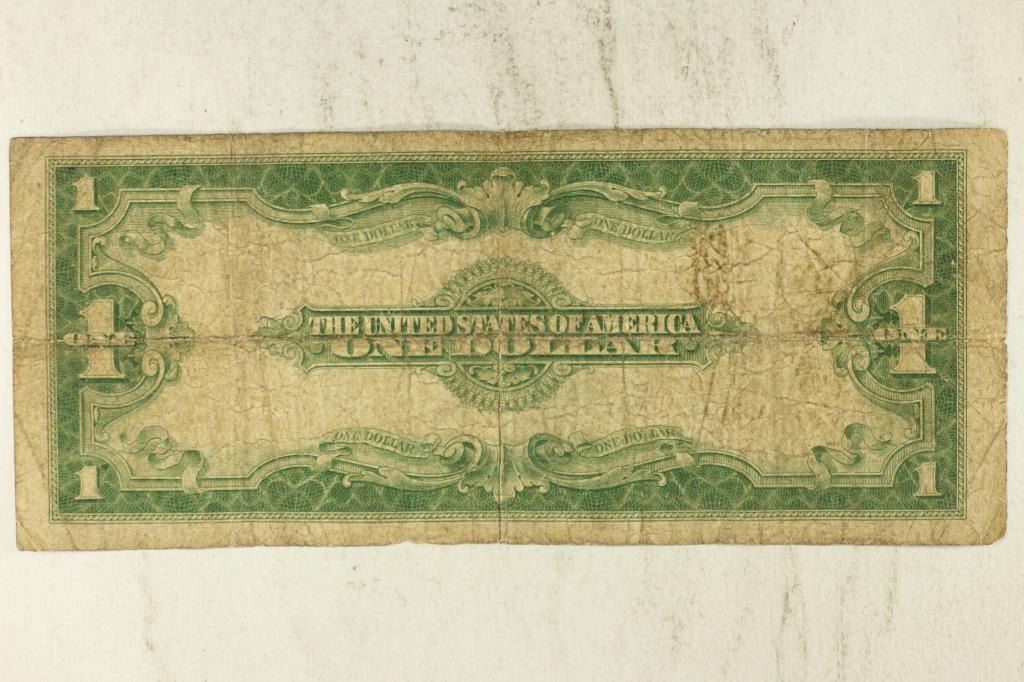 1 1
ONE DOLLAR ONE DOLLAR
1 THE UNITED STATES OF AMERICA 1
ONE ONE DOLLAR ONE
ONE DOLLAR ONE DOLLAR
1 1